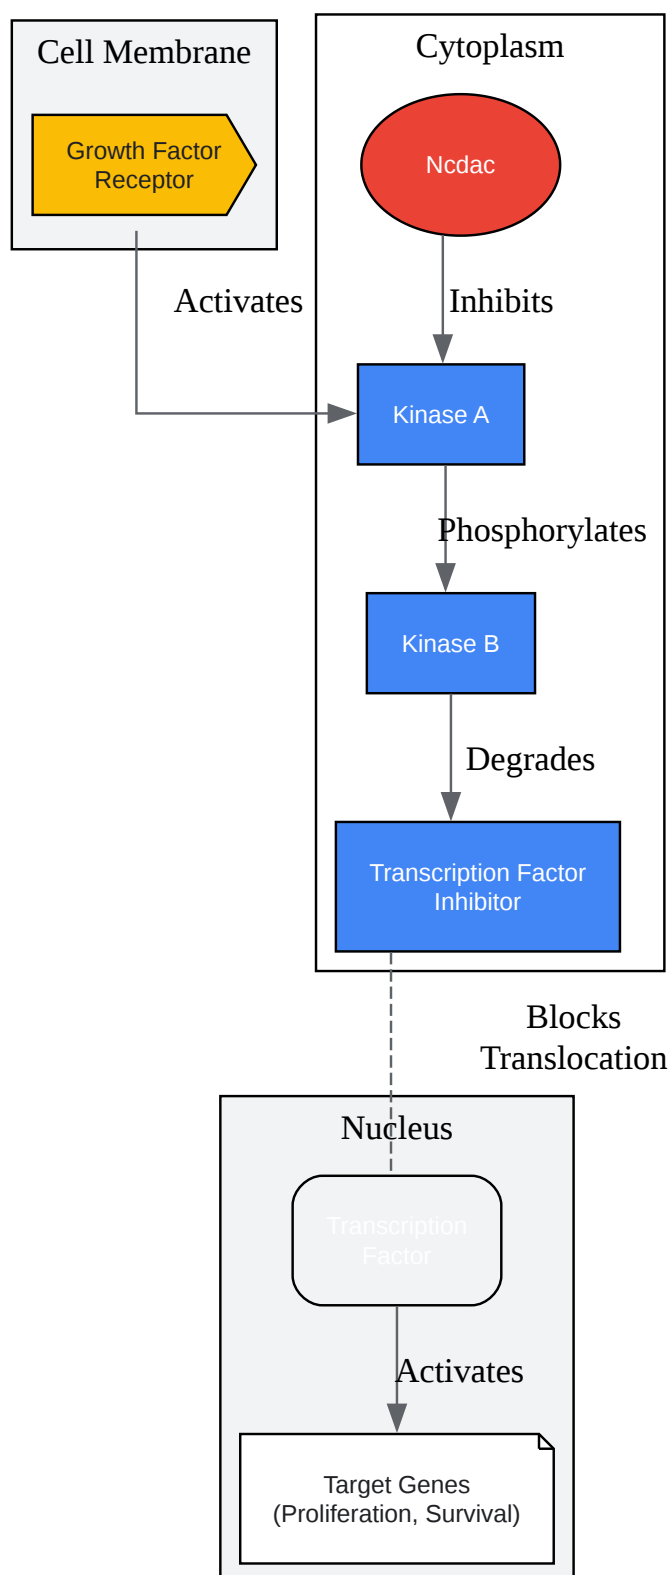 Cell Membrane
Growth Factor
Receptor
Activates
Cytoplasm
Ncdac
Inhibits
Kinase A
Phosphorylates
Kinase B
Degrades
Transcription Factor
Inhibitor
Blocks
Translocation
Nucleus
Transcription
Factor
Activates
Target Genes
(Proliferation, Survival)